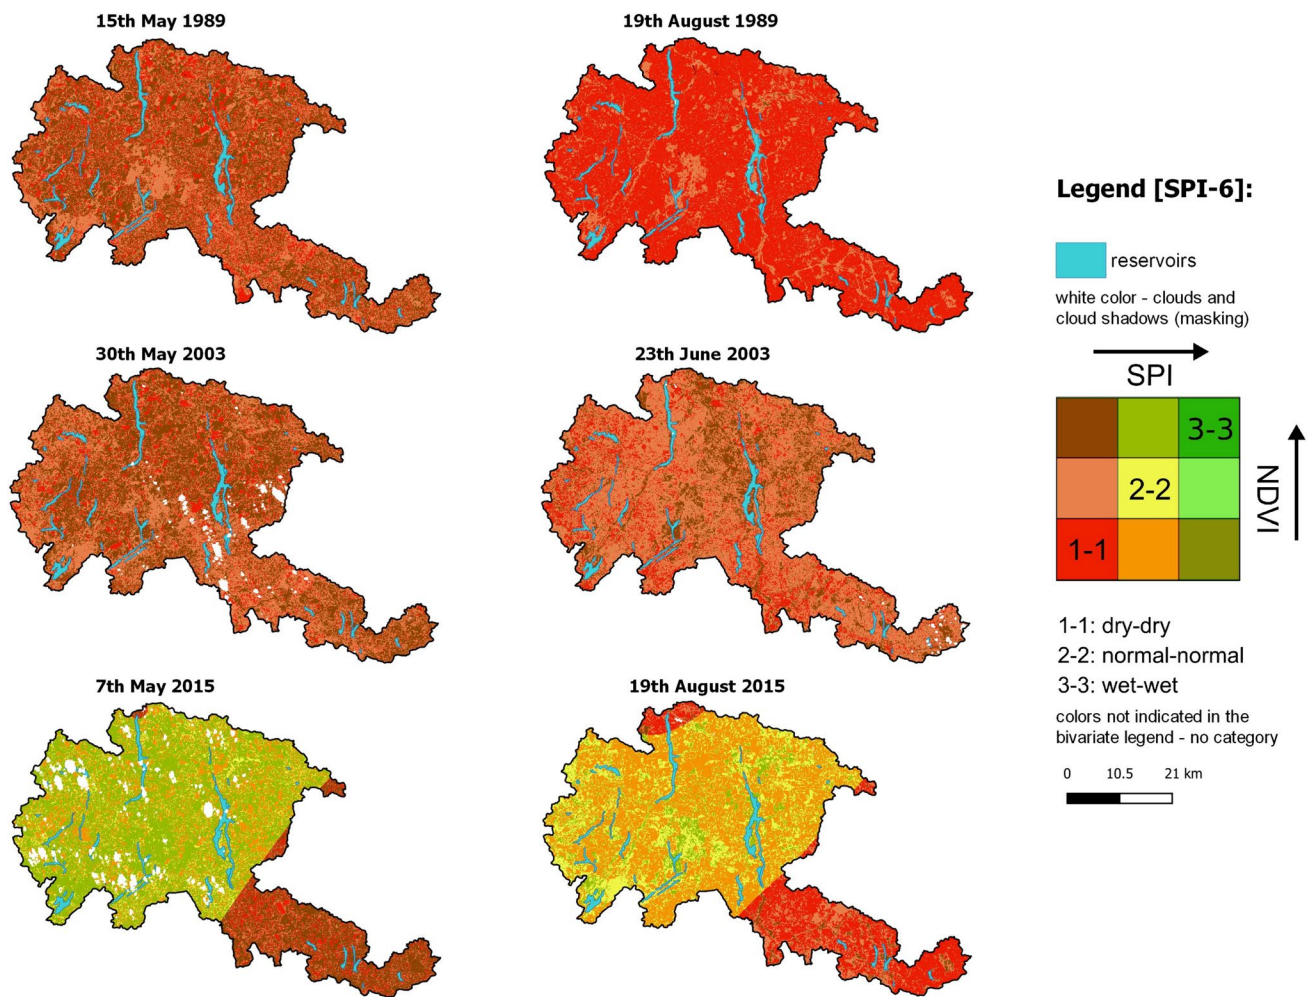 15th May 1989
19th August 1989
30th May 2003
23th June 2003
7th May 2015
19th August 2015
Legend [SPI-6]:
reservoirs
white color - clouds and
cloud shadows (masking)
SPI
3-3
2-2
1-1
NDVI
1-1: dry-dry
2-2: normal-normal
3-3: wet-wet
colors not indicated in the
bivariate legend - no category
0 10.5 21 km